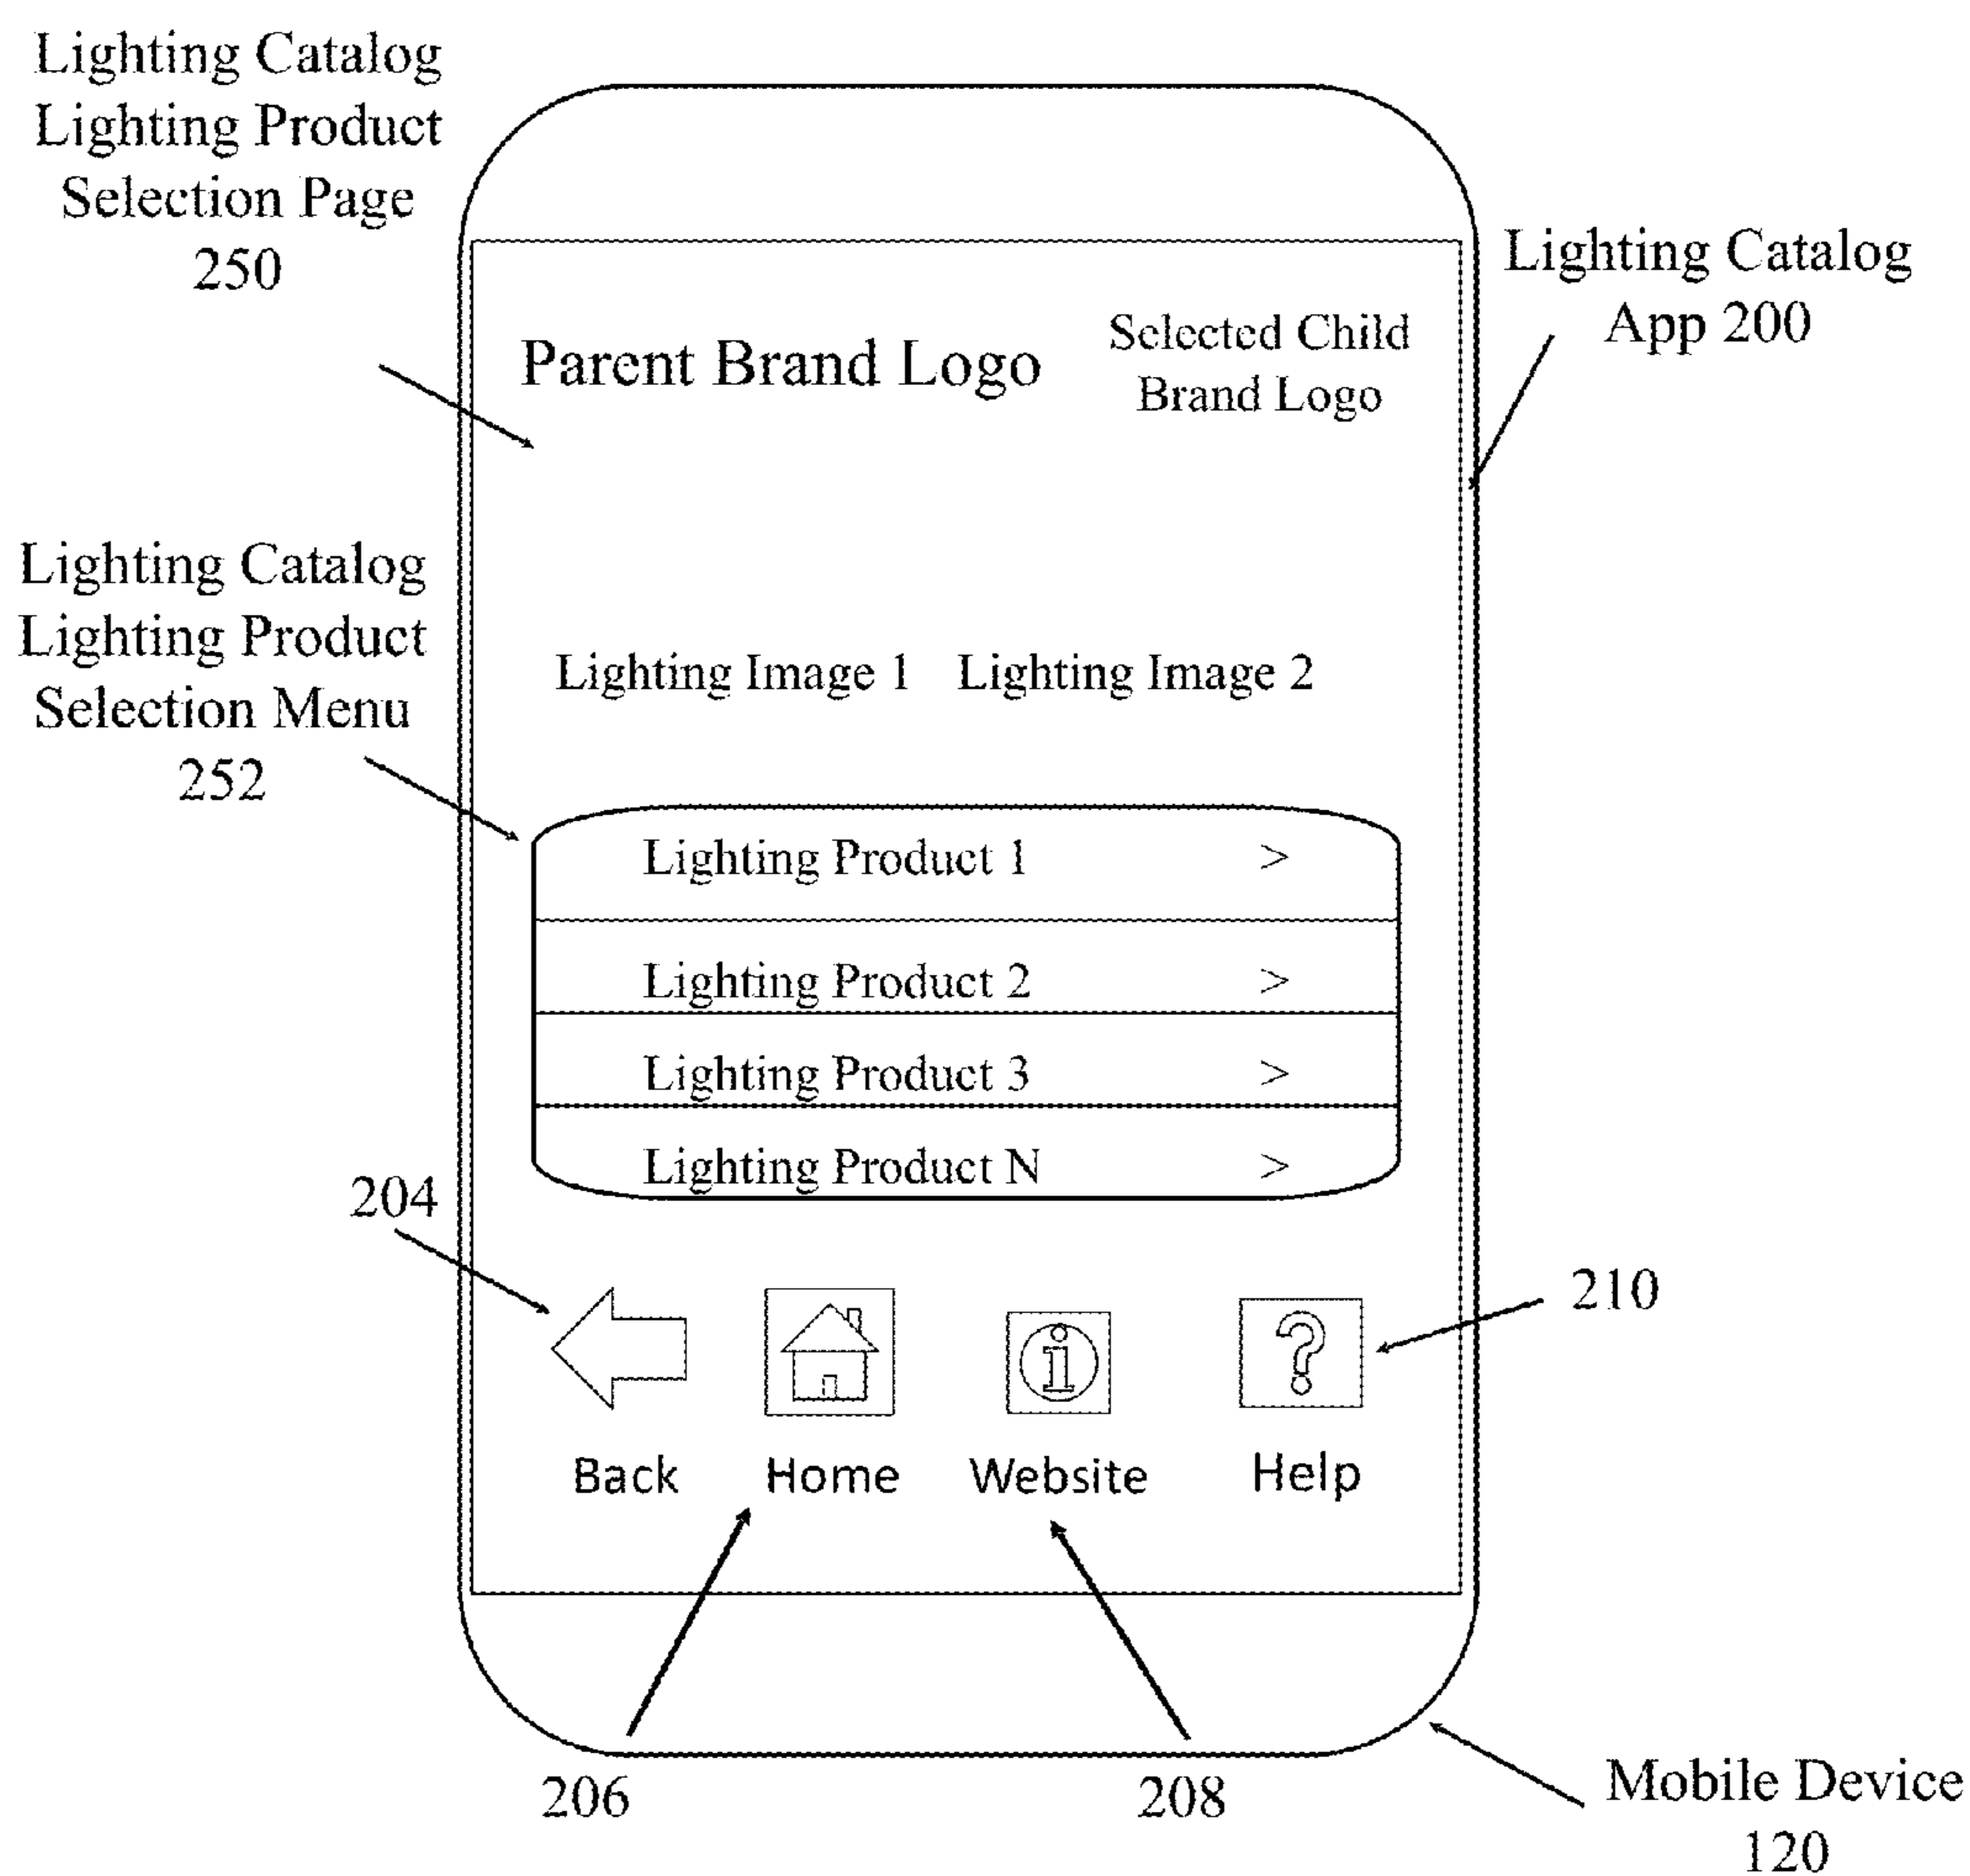 Lighting Catalog
Lighting Product
Selection Page
250
Lighting Catalog
App 200
Parent Brand Logo
Selected Child
Brand Logo
Lighting Catalog
Lighting Product
Selection Menu
252
Lighting Image 1
Lighting Image 2
Lighting Product 1 >
Lighting Product 2 >
Lighting Product 3 >
Lighting Product N >
204
210
i
?
Back
Home
Website
Help
206
208
Mobile Device
120